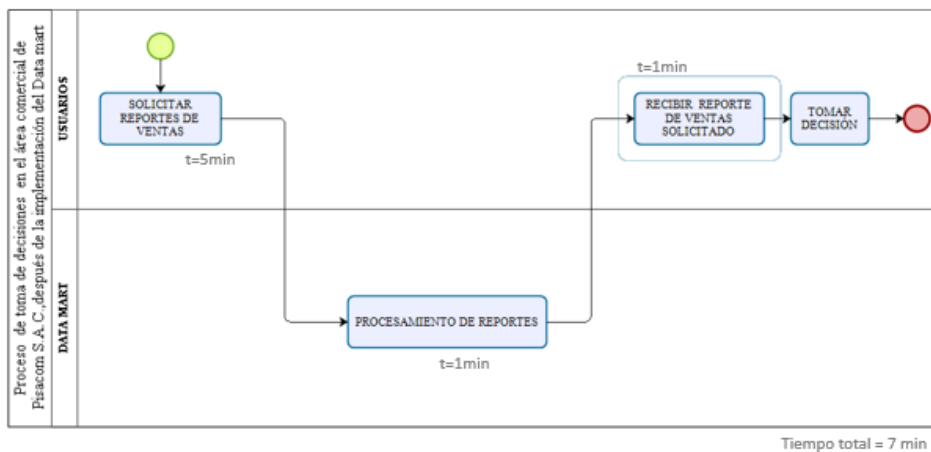 Proceso de toma de decisiones en el área comercial de
Pisacom S.A.C.,después de la implementación del Data mart
USUARIOS
SOLICITAR
REPORTES DE
VENTAS
t=5min
t=1min
RECIBIR REPORTE
DE VENTAS
SOLICITADO
TOMAR
DECISIÓN
DATA MART
PROCESAMIENTO DE REPORTES
t=1min
Tiempo total = 7 min